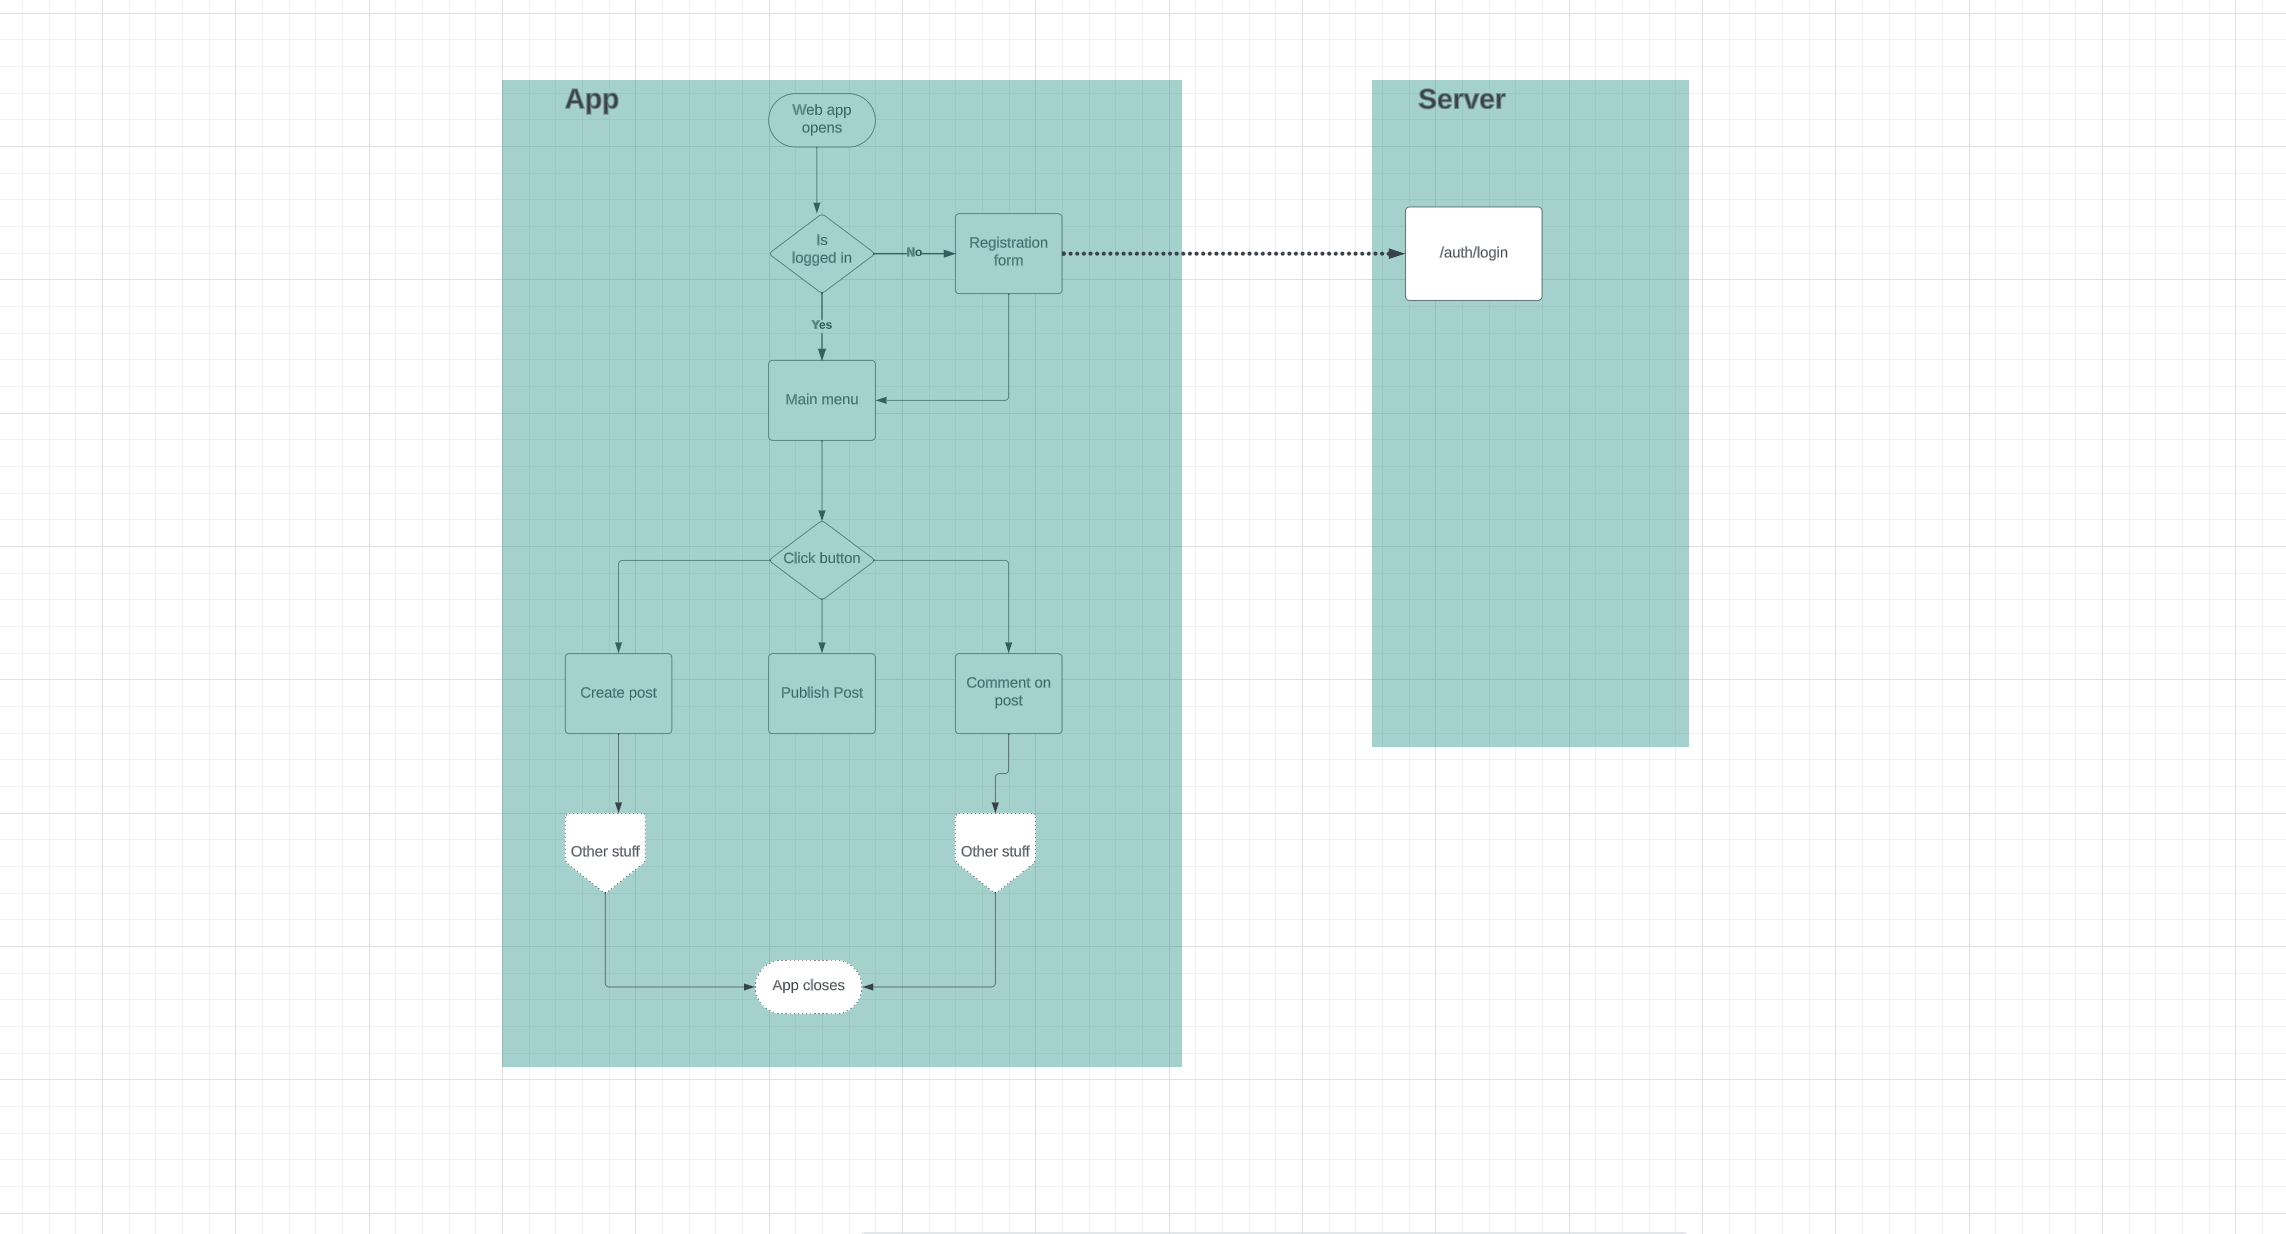 App
Server
Web app
opens
Is
logged in
No
Registration
form
/auth/login
Yes
Main menu
Click button
Create post
Publish Post
Comment on
post
Other stuff
Other stuff
App closes